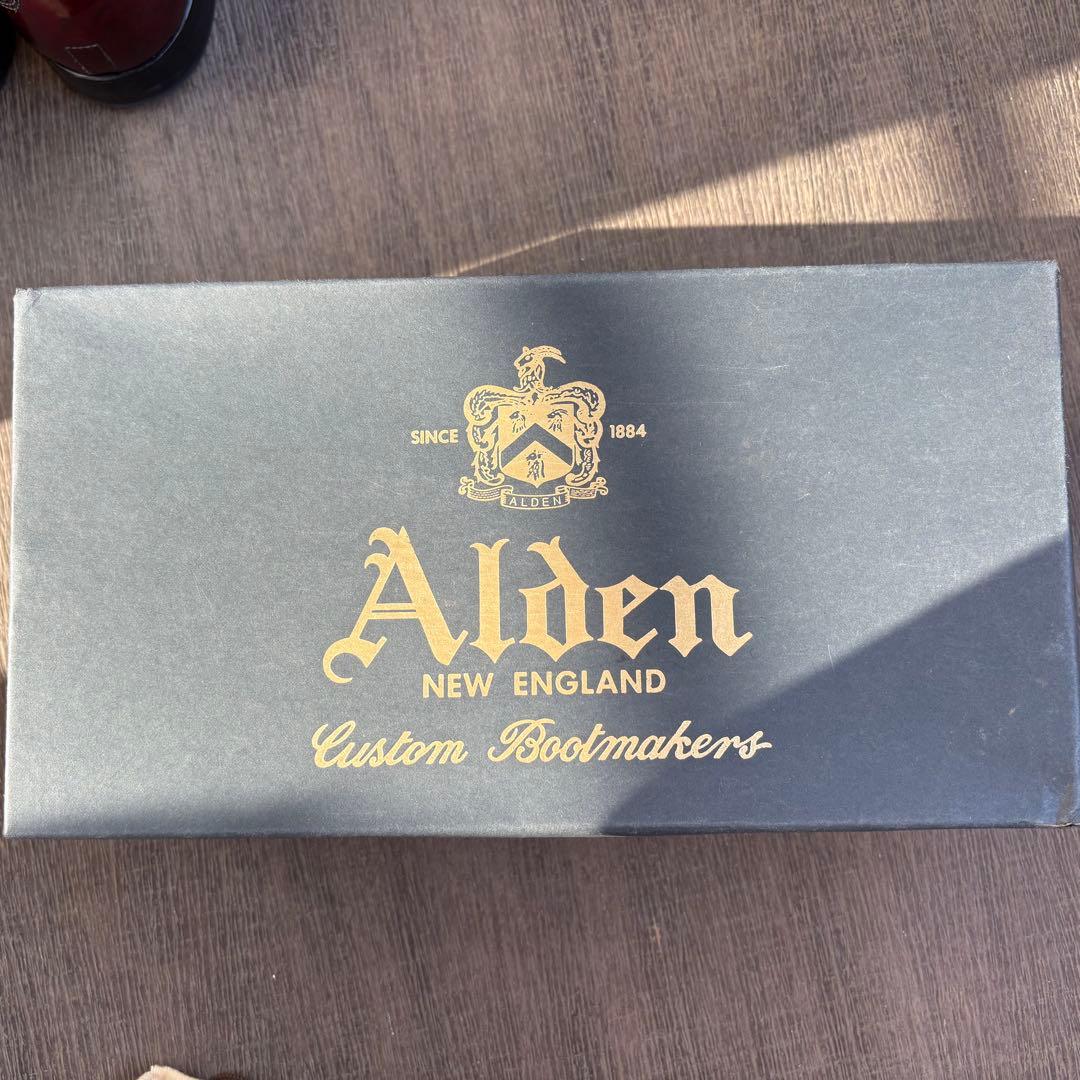 SINCE 1884
ALDEN
Alden
NEW ENGLAND
Custom Bootmakers